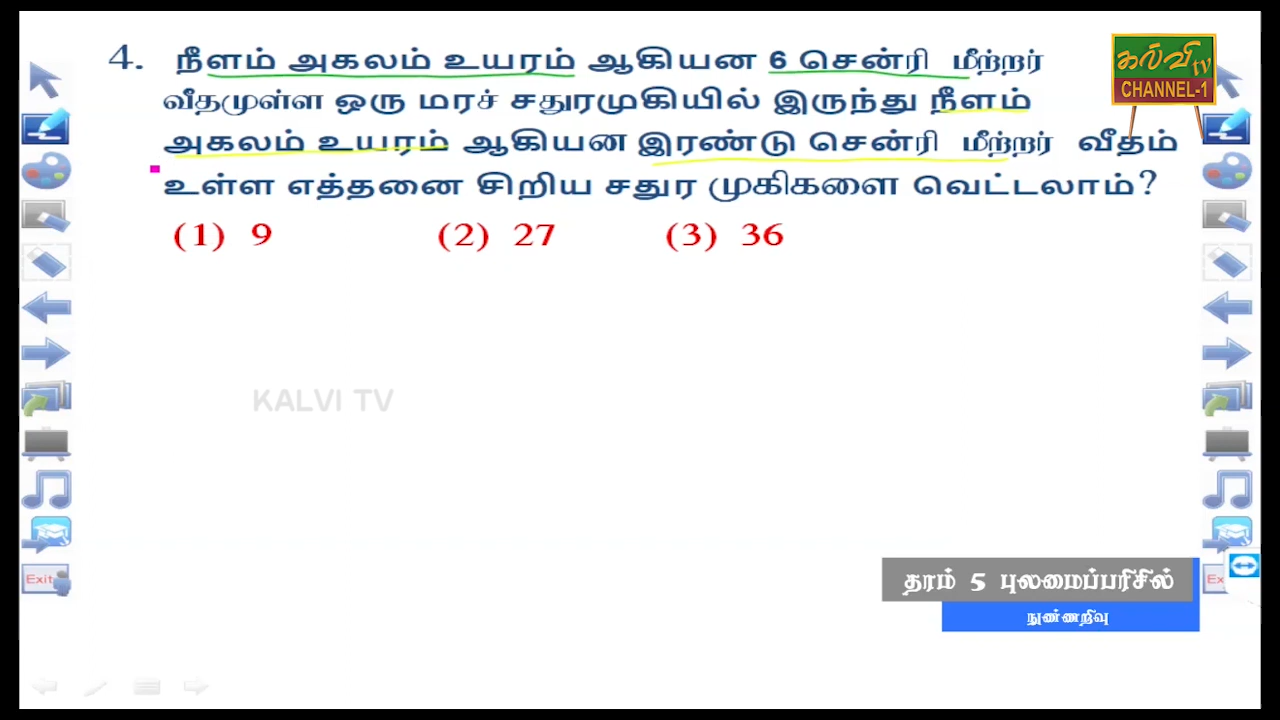 4. நீளம் அகலம் உயரம் ஆகியன 6 சென்ரி மீற்றர்
வீதமுள்ள ஒரு மரச் சதுரமுகியில் இருந்து நீளம்
அகலம் உயரம் ஆகியன இரண்டு சென்ரி மீற்றர் வீதம்
உள்ள எத்தனை சிறிய சதுர முகிகளை வெட்டலாம்?
(1) 9 (2) 27 (3) 36
கல்வி TV
CHANNEL-1
KALVI TV
Exit
Ex
தரம் 5 புலமைப்பரிசில்
நுண்ணறிவு